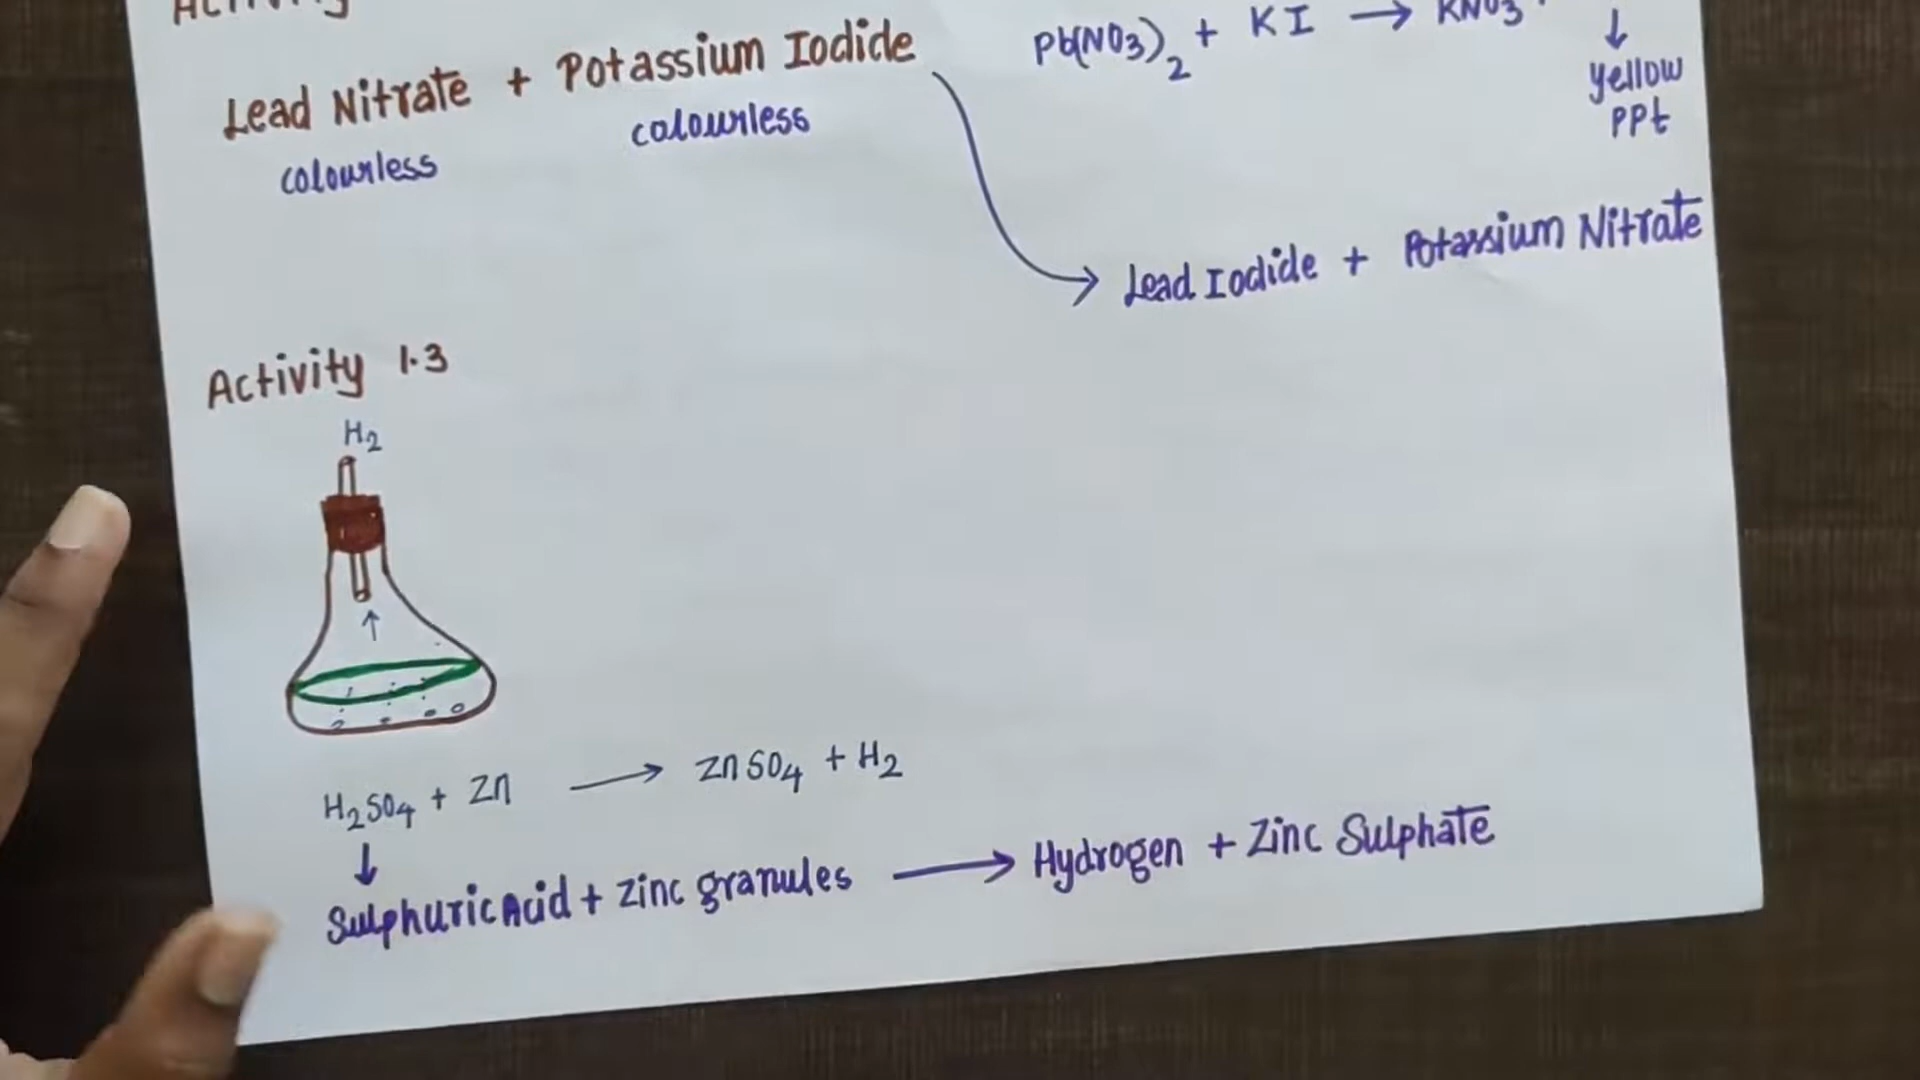 Activity
Lead Nitrate + Potassium Iodide
colourless colourless
Pb(NO3)2 + KI → KNO3 +
↓
yellow
PPt
→ Lead Iodide + Potassium Nitrate
Activity 1.3
H2
↑
H2SO4 + Zn → ZnSO4 + H2
↓
Sulphuric Acid + Zinc granules → Hydrogen + Zinc Sulphate